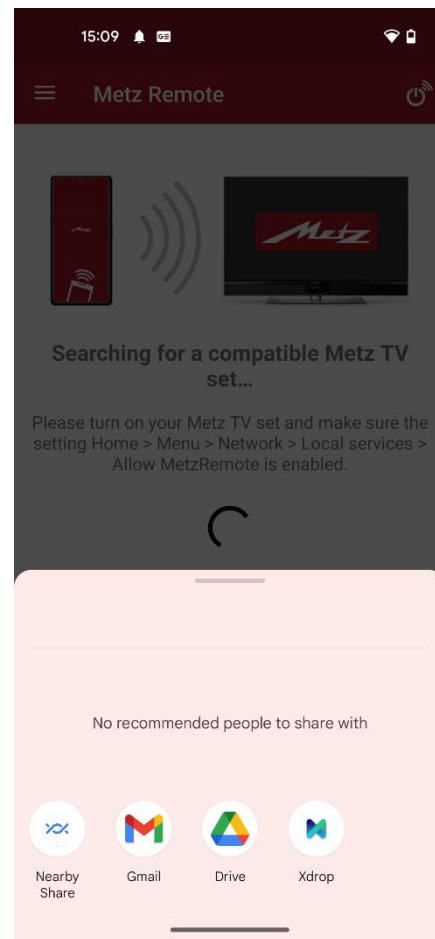 15:09
Metz Remote
Metz
Searching for a compatible Metz TV
set...
Please turn on your Metz TV set and make sure the
setting Home > Menu > Network > Local services >
Allow MetzRemote is enabled.
No recommended people to share with
Nearby
Share
Gmail
Drive
Xdrop